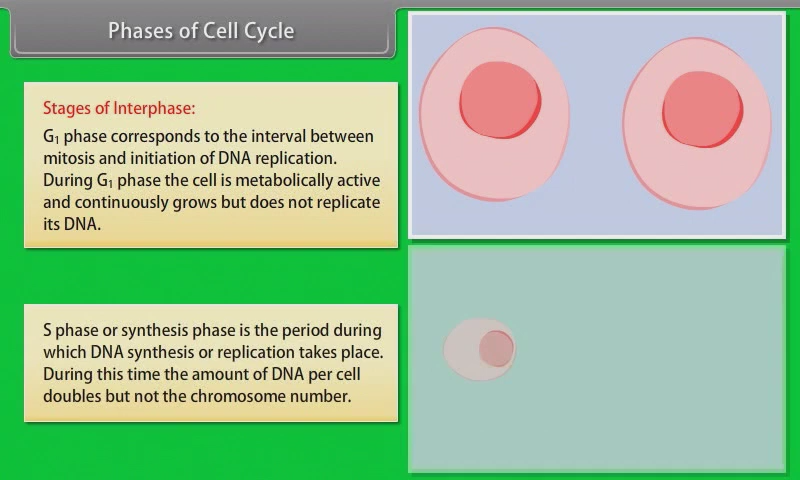 Phases of Cell Cycle
Stages of Interphase:
G₁ phase corresponds to the interval between
mitosis and initiation of DNA replication.
During G₁ phase the cell is metabolically active
and continuously grows but does not replicate
its DNA.
S phase or synthesis phase is the period during
which DNA synthesis or replication takes place.
During this time the amount of DNA per cell
doubles but not the chromosome number.